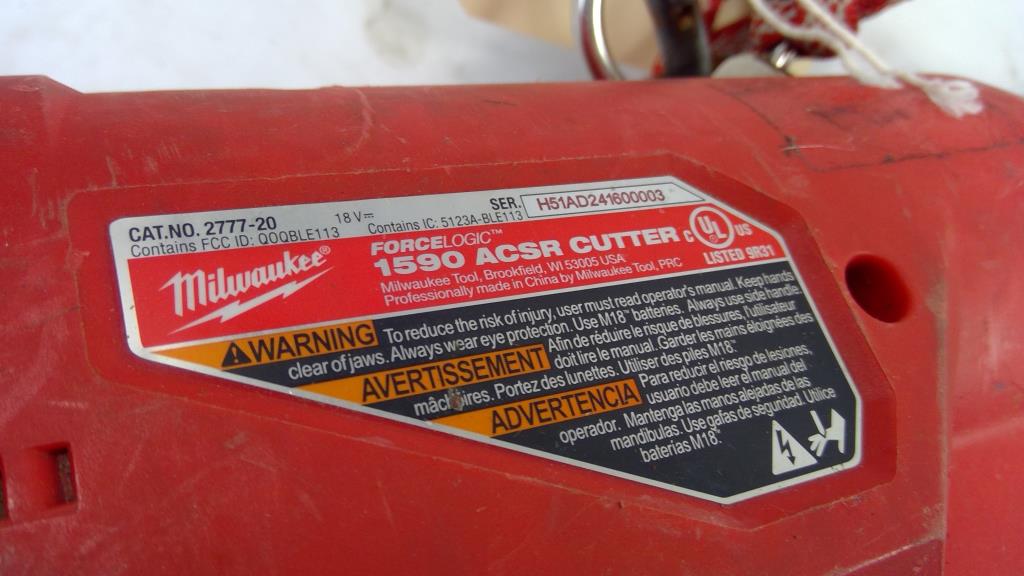 CAT.NO. 2777-20 18 V⎓ SER. H51AD241600003
Contains FCC ID: QOQBLE113 Contains IC: 5123A-BLE113
Milwaukee®
FORCELOGIC™
1590 ACSR CUTTER
Milwaukee Tool, Brookfield, WI 53005 USA
Professionally made in China by Milwaukee Tool, PRC
C UL US
LISTED 9R31
WARNING To reduce the risk of injury, user must read operator's manual. Keep hands
clear of jaws. Always wear eye protection. Use M18™ batteries. Always use side handle
AVERTISSEMENT Afin de réduire le risque de blessures, l'utilisateur
doit lire le manuel. Garder les mains éloignées des
mâchoires. Portez des lunettes. Utiliser des piles M18™.
ADVERTENCIA Para reducir el riesgo de lesiones,
usuario debe leer el manual del
operador. Mantenga las manos alejadas de las
mandíbulas. Use gafas de seguridad. Utilice
baterías M18™.